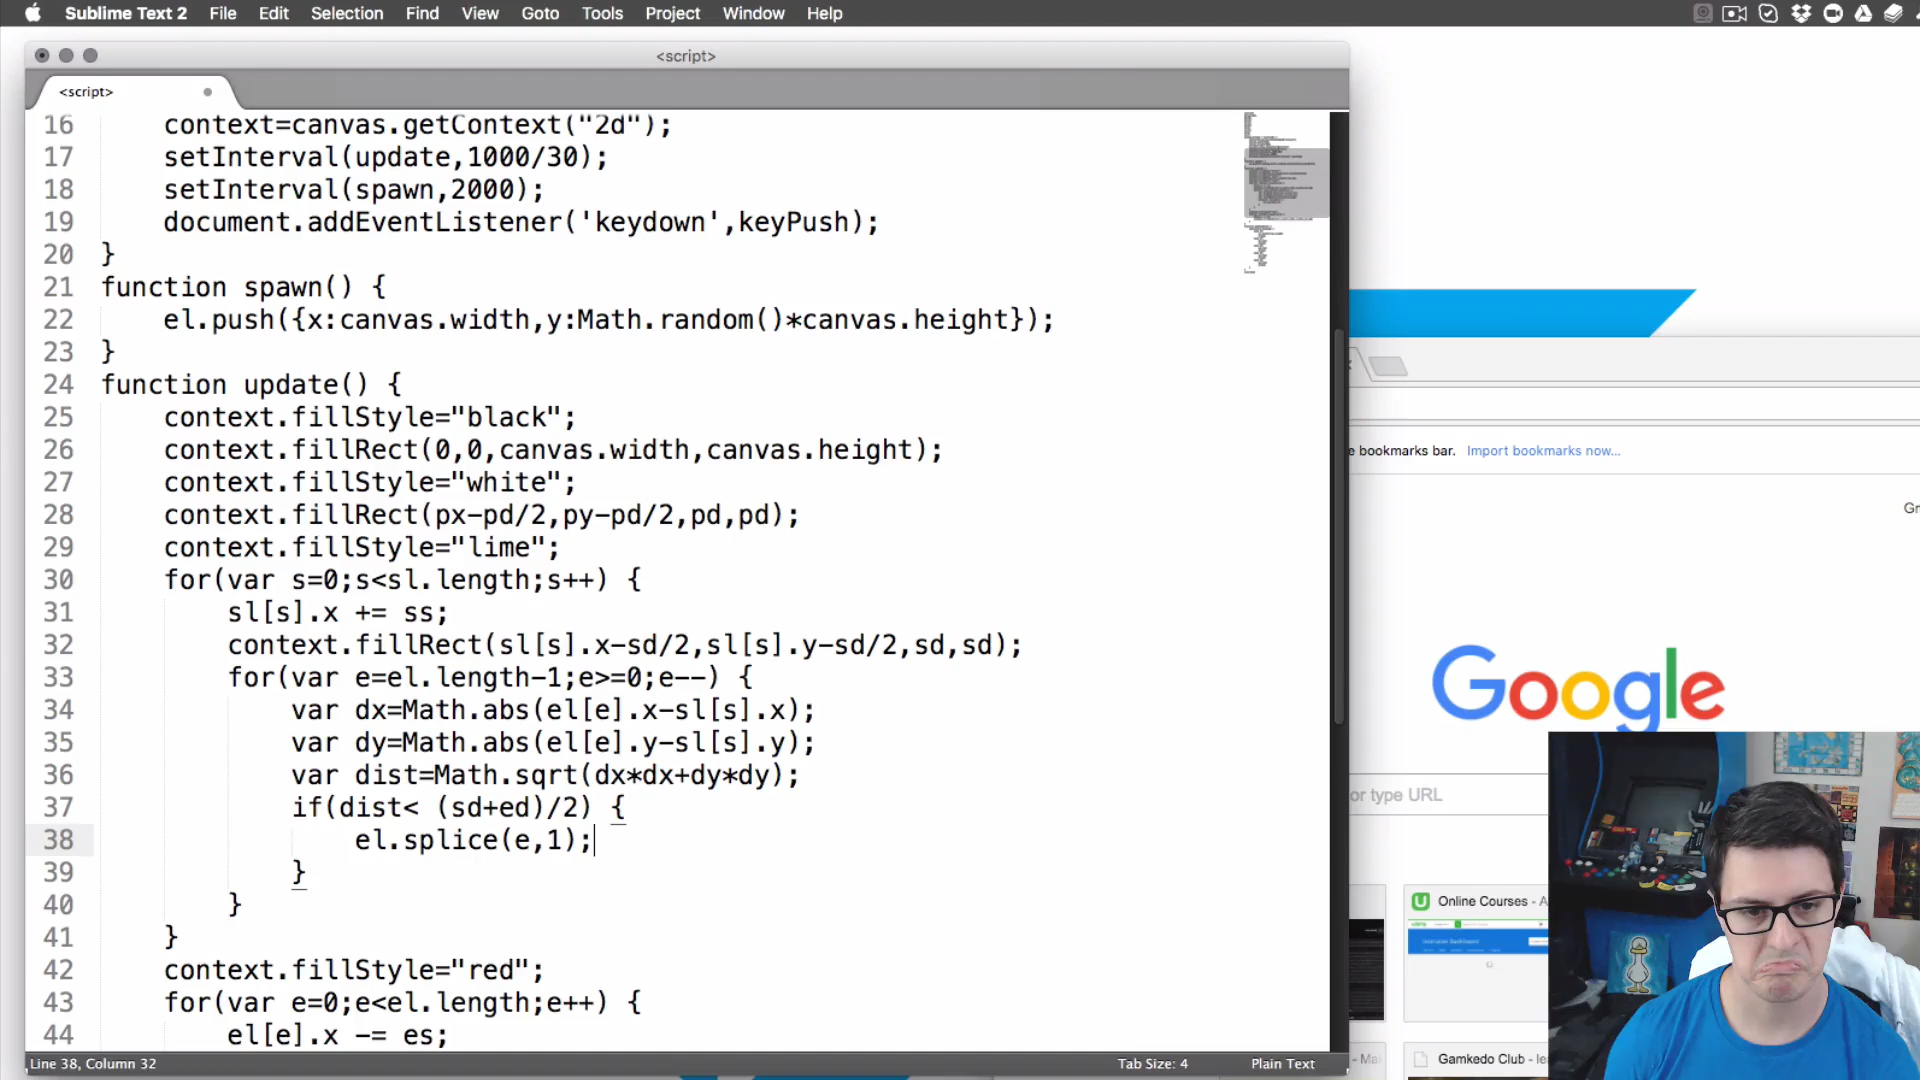 Sublime Text 2 File Edit Selection Find View Goto Tools Project Window Help
<script>
<script>
16 context=canvas.getContext("2d");
17 setInterval(update,1000/30);
18 setInterval(spawn,2000);
19 document.addEventListener('keydown',keyPush);
20 }
21 function spawn() {
22 el.push({x:canvas.width,y:Math.random()*canvas.height});
23 }
24 function update() {
25 context.fillStyle="black";
26 context.fillRect(0,0,canvas.width,canvas.height);
27 context.fillStyle="white";
28 context.fillRect(px-pd/2,py-pd/2,pd,pd);
29 context.fillStyle="lime";
30 for(var s=0;s<sl.length;s++) {
31 sl[s].x += ss;
32 context.fillRect(sl[s].x-sd/2,sl[s].y-sd/2,sd,sd);
33 for(var e=el.length-1;e>=0;e--) {
34 var dx=Math.abs(el[e].x-sl[s].x);
35 var dy=Math.abs(el[e].y-sl[s].y);
36 var dist=Math.sqrt(dx*dx+dy*dy);
37 if(dist< (sd+ed)/2) {
38 el.splice(e,1);
39 }
40 }
41 }
42 context.fillStyle="red";
43 for(var e=0;e<el.length;e++) {
44 el[e].x -= es;
Line 38, Column 32 Tab Size: 4 Plain Text
e bookmarks bar. Import bookmarks now...
Gr
Google
or type URL
Online Courses - A
Gamkedo Club - le